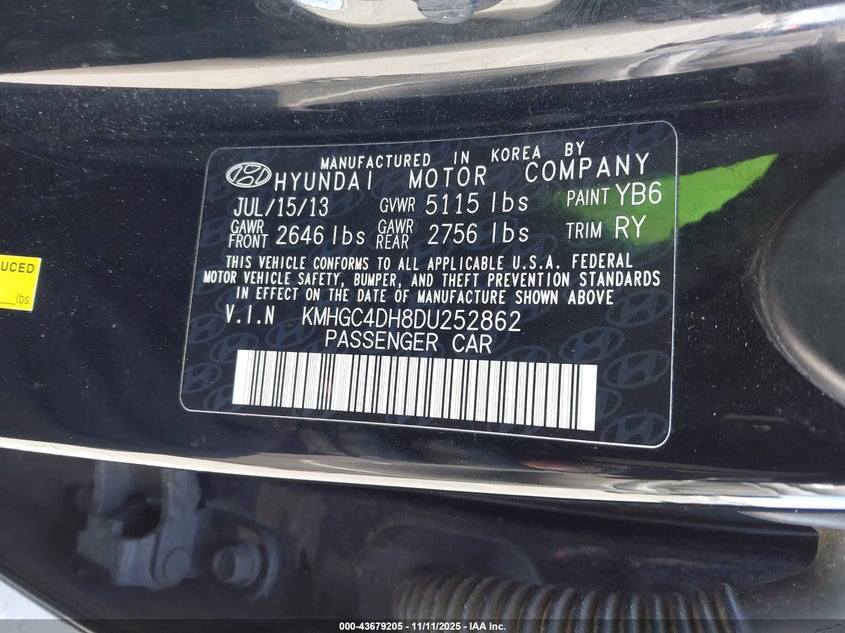 MANUFACTURED IN KOREA BY
HYUNDAI MOTOR COMPANY
JUL/15/13 GVWR 5115 lbs PAINT YB6
GAWR FRONT 2646 lbs GAWR REAR 2756 lbs TRIM RY
THIS VEHICLE CONFORMS TO ALL APPLICABLE U.S.A. FEDERAL
MOTOR VEHICLE SAFETY, BUMPER, AND THEFT PREVENTION STANDARDS
IN EFFECT ON THE DATE OF MANUFACTURE SHOWN ABOVE
V.I.N KMHGC4DH8DU252862
PASSENGER CAR
UCED
lbs
000-43679205 - 11/11/2025 - IAA Inc.